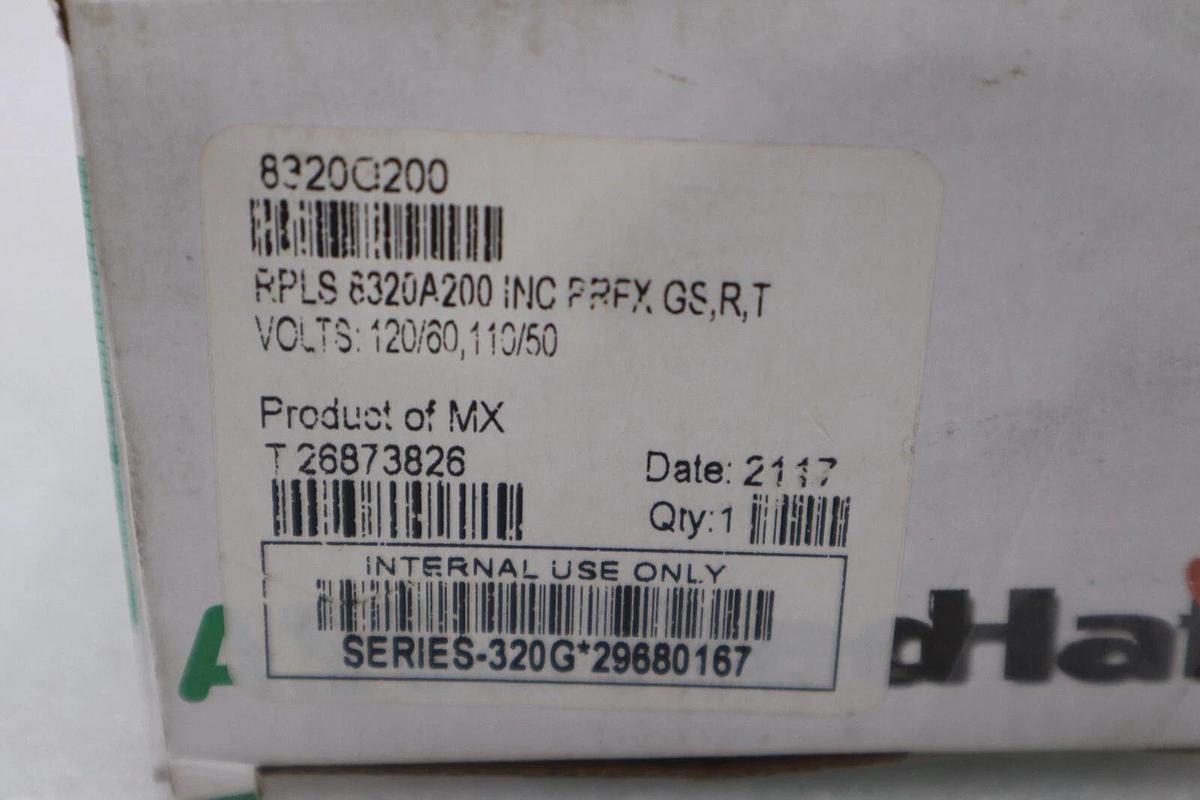 8320G200
RPLS 8320A200 INC PRFX GS,R,T
VOLTS: 120/60,110/50
Product of MX
T 26873826
Date: 2117
Qty:1
INTERNAL USE ONLY
SERIES-320G*29680167